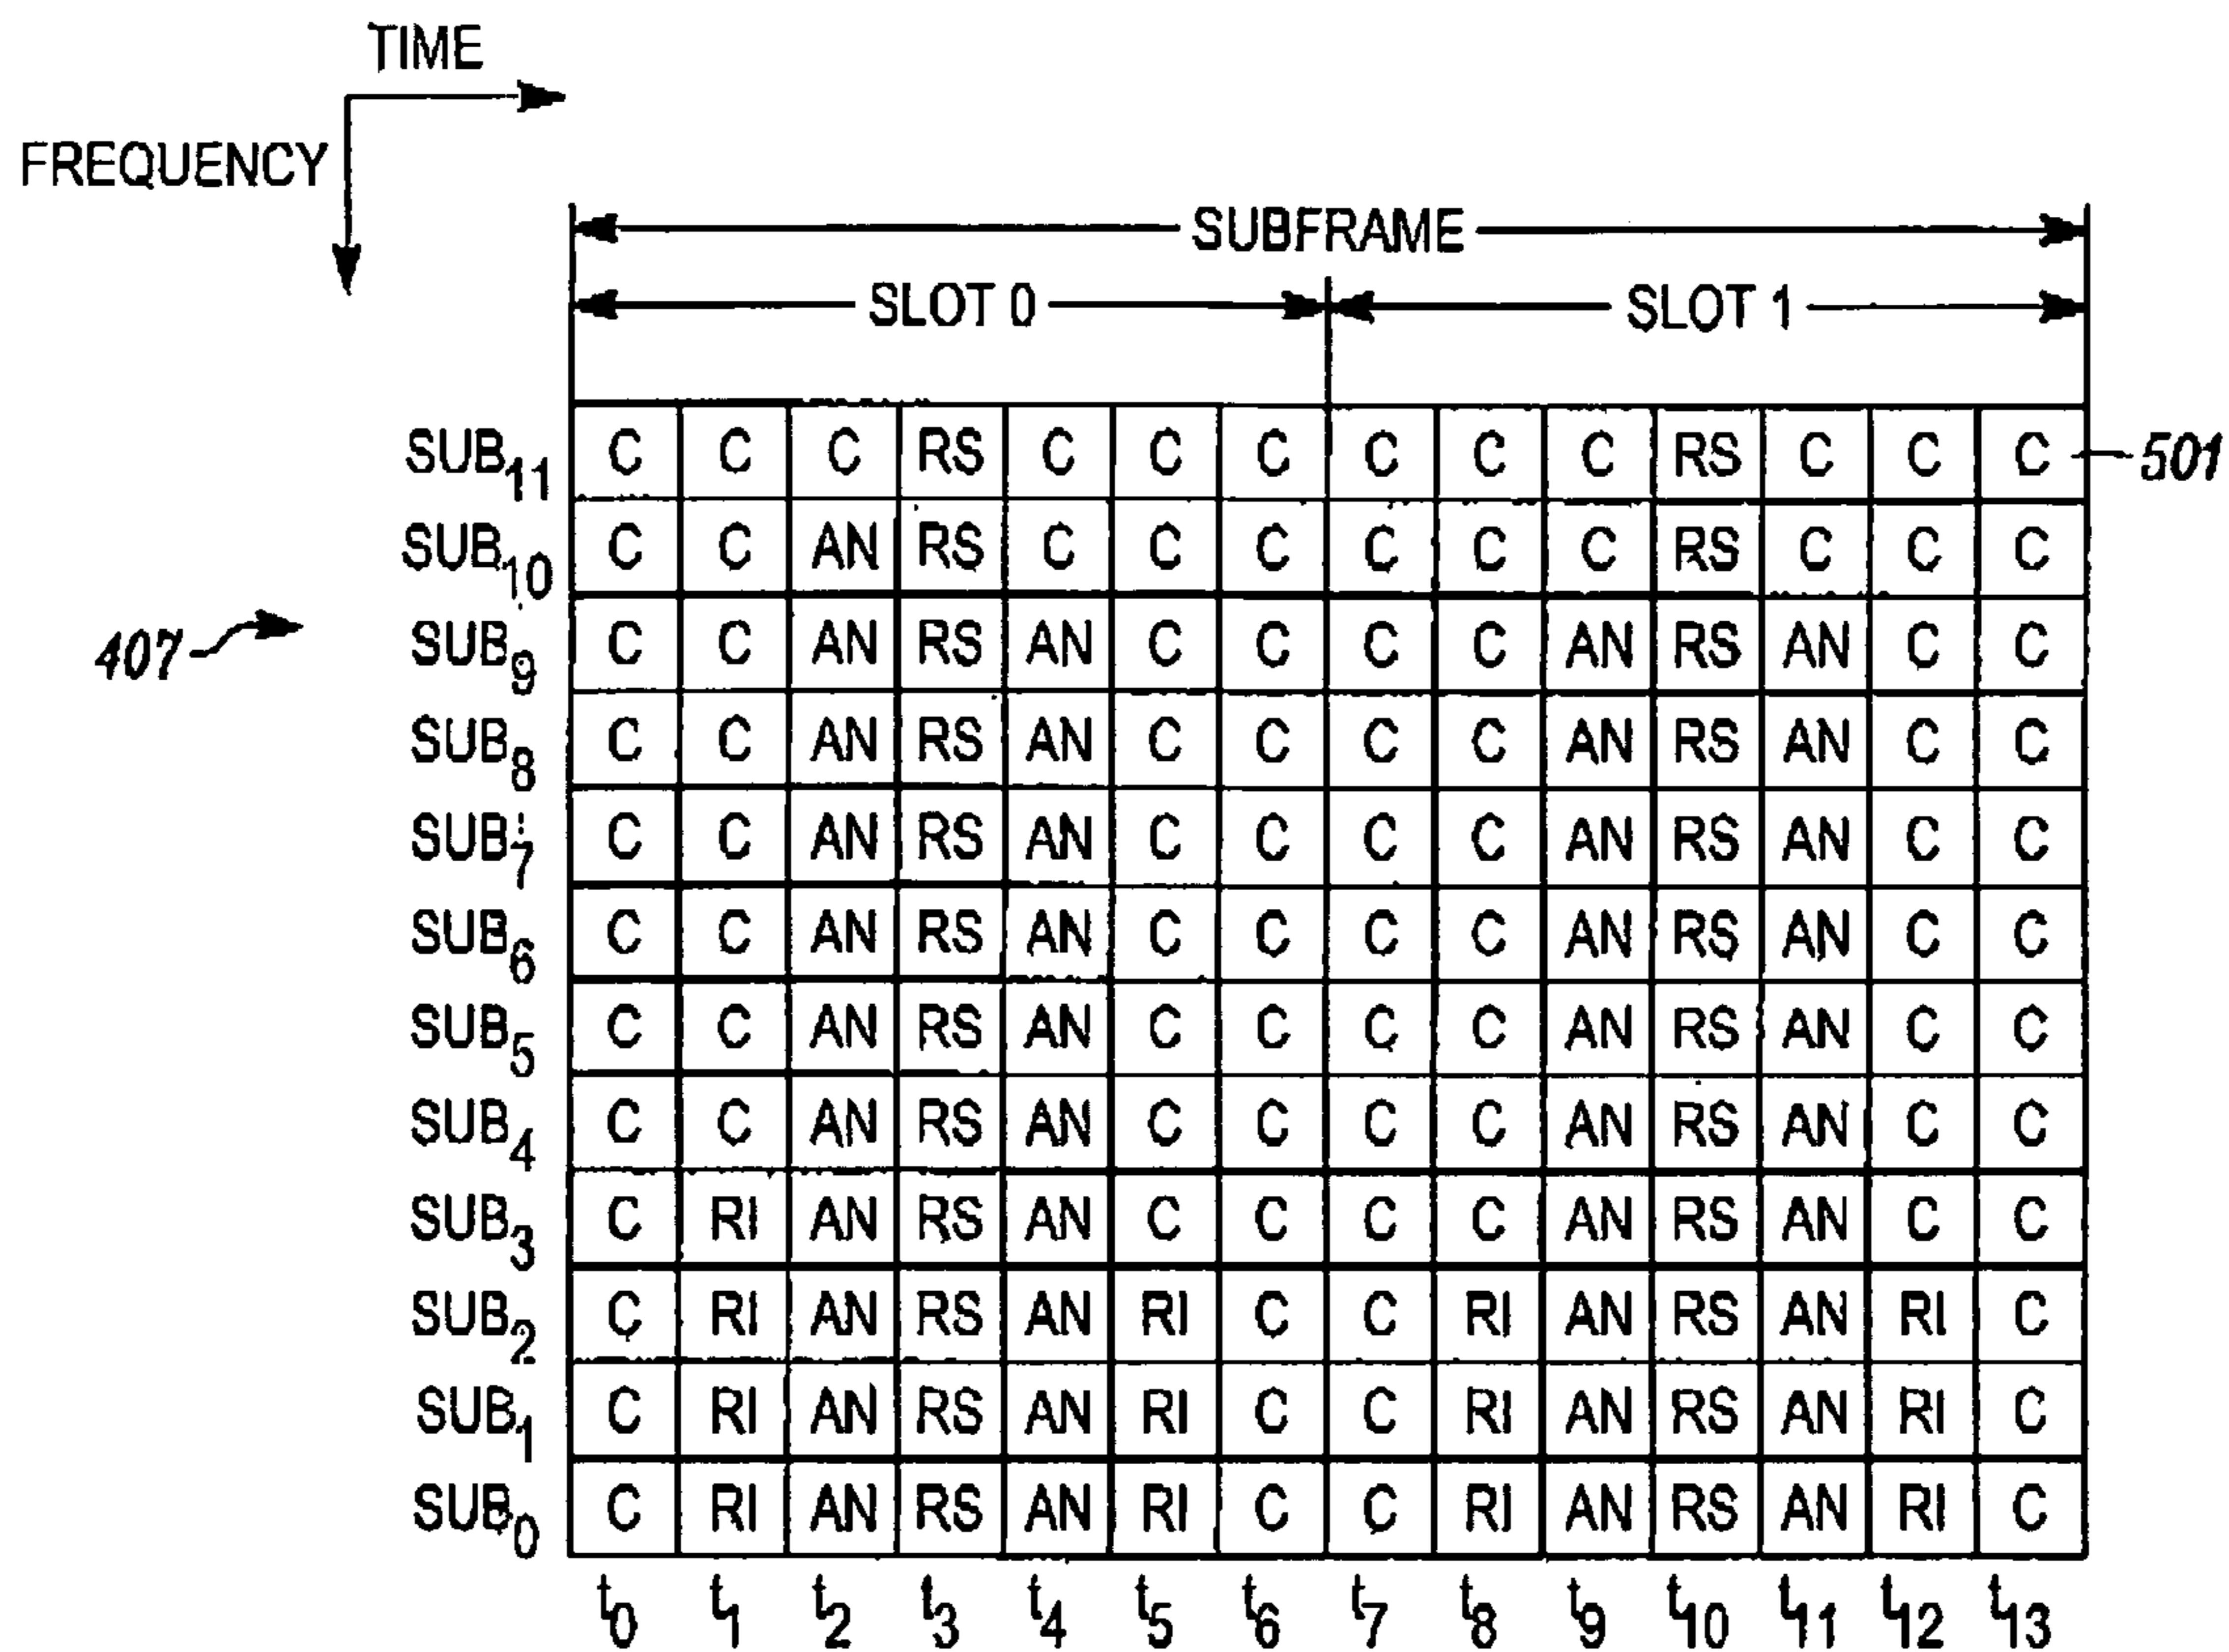 TIME
FREQUENCY
SUBFRAME
SLOT 0 SLOT 1
SUB11 C C C RS C C C C C C RS C C C 501
SUB10 C C AN RS C C C C C C RS C C C
407 SUB9 C C AN RS AN C C C C AN RS AN C C
SUB8 C C AN RS AN C C C C AN RS AN C C
SUB7 C C AN RS AN C C C C AN RS AN C C
SUB6 C C AN RS AN C C C C AN RS AN C C
SUB5 C C AN RS AN C C C C AN RS AN C C
SUB4 C C AN RS AN C C C C AN RS AN C C
SUB3 C RI AN RS AN C C C C AN RS AN C C
SUB2 C RI AN RS AN RI C C RI AN RS AN RI C
SUB1 C RI AN RS AN RI C C RI AN RS AN RI C
SUB0 C RI AN RS AN RI C C RI AN RS AN RI C
t0 t1 t2 t3 t4 t5 t6 t7 t8 t9 t10 t11 t12 t13